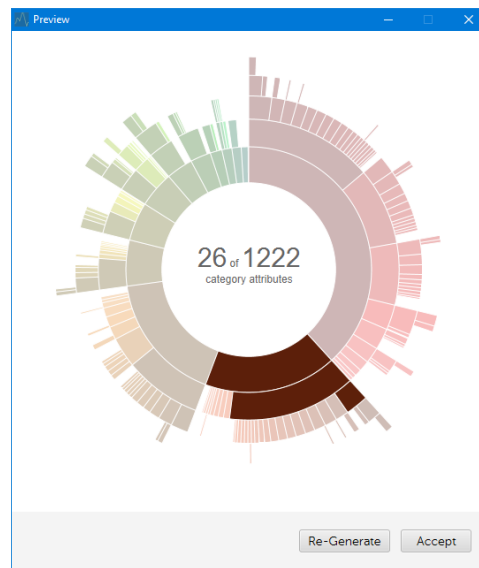 Preview
26 of 1222
category attributes
Re-Generate Accept